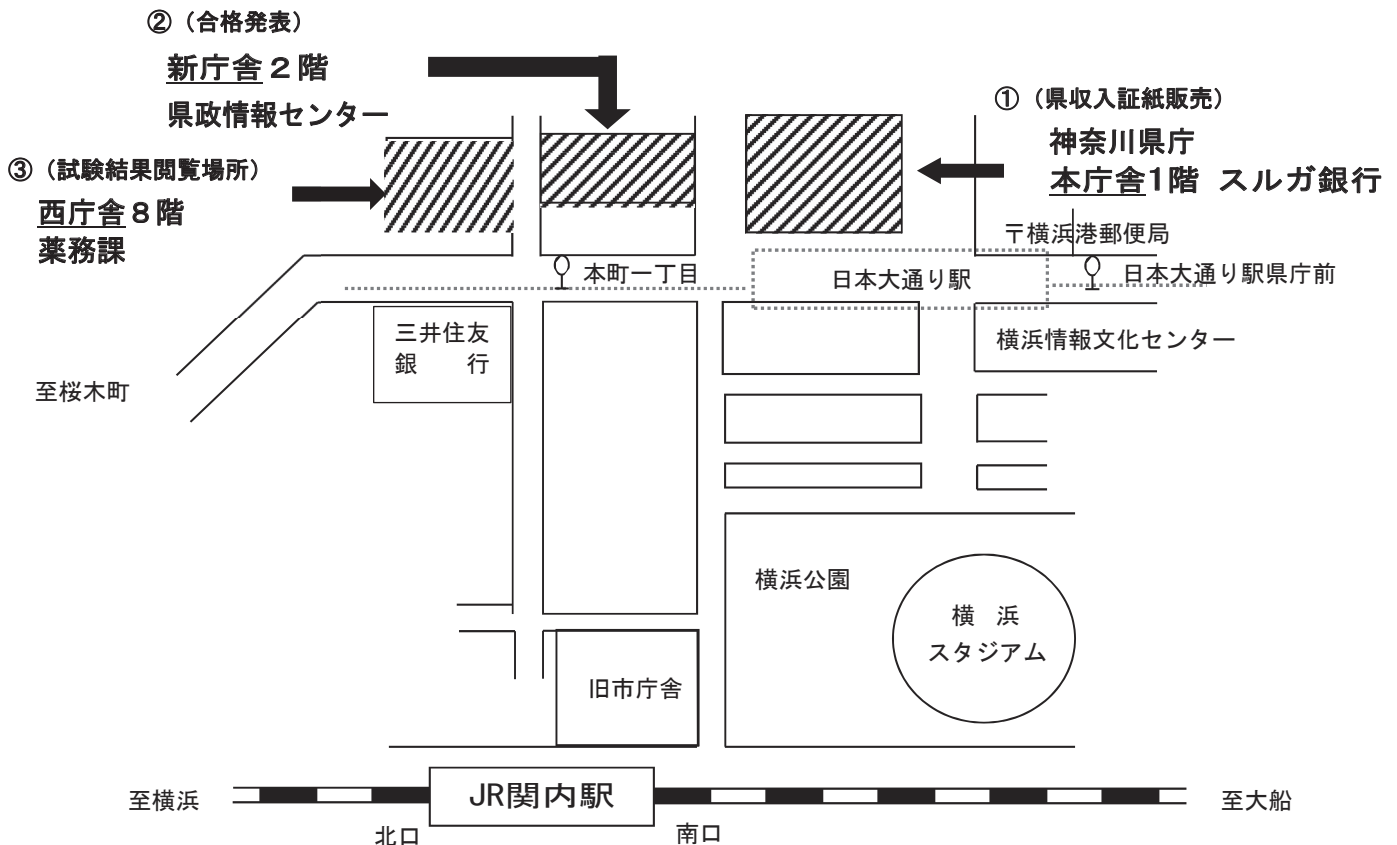 ②（合格発表）
新庁舎２階
県政情報センター
①（県収入証紙販売）
神奈川県庁
本庁舎1階 スルガ銀行
③（試験結果閲覧場所）
西庁舎８階
薬務課
〒横浜港郵便局
本町一丁目
日本大通り駅
日本大通り駅県庁前
三井住友
銀　行
横浜情報文化センター
至桜木町
横浜公園
横　浜
スタジアム
旧市庁舎
至横浜
JR関内駅
至大船
北口
南口